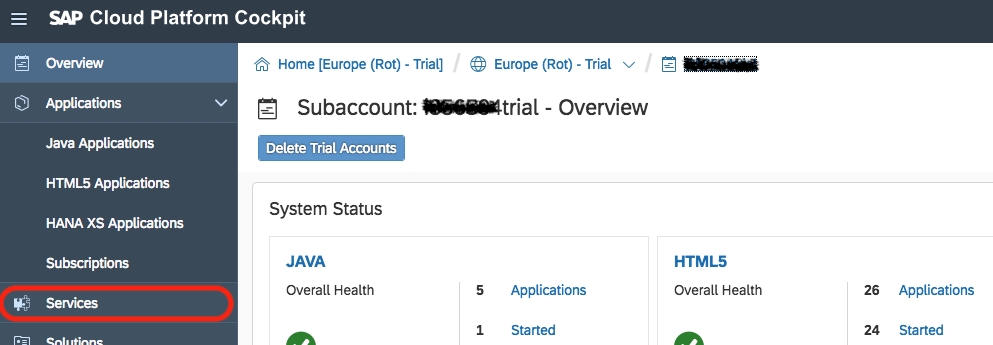 SAP Cloud Platform Cockpit
Overview
Applications
Java Applications
HTML5 Applications
HANA XS Applications
Subscriptions
Services
Solutions
Home [Europe (Rot) - Trial] / Europe (Rot) - Trial /
Subaccount: trial - Overview
Delete Trial Accounts
System Status
JAVA
Overall Health
5 Applications
1 Started
HTML5
Overall Health
26 Applications
24 Started